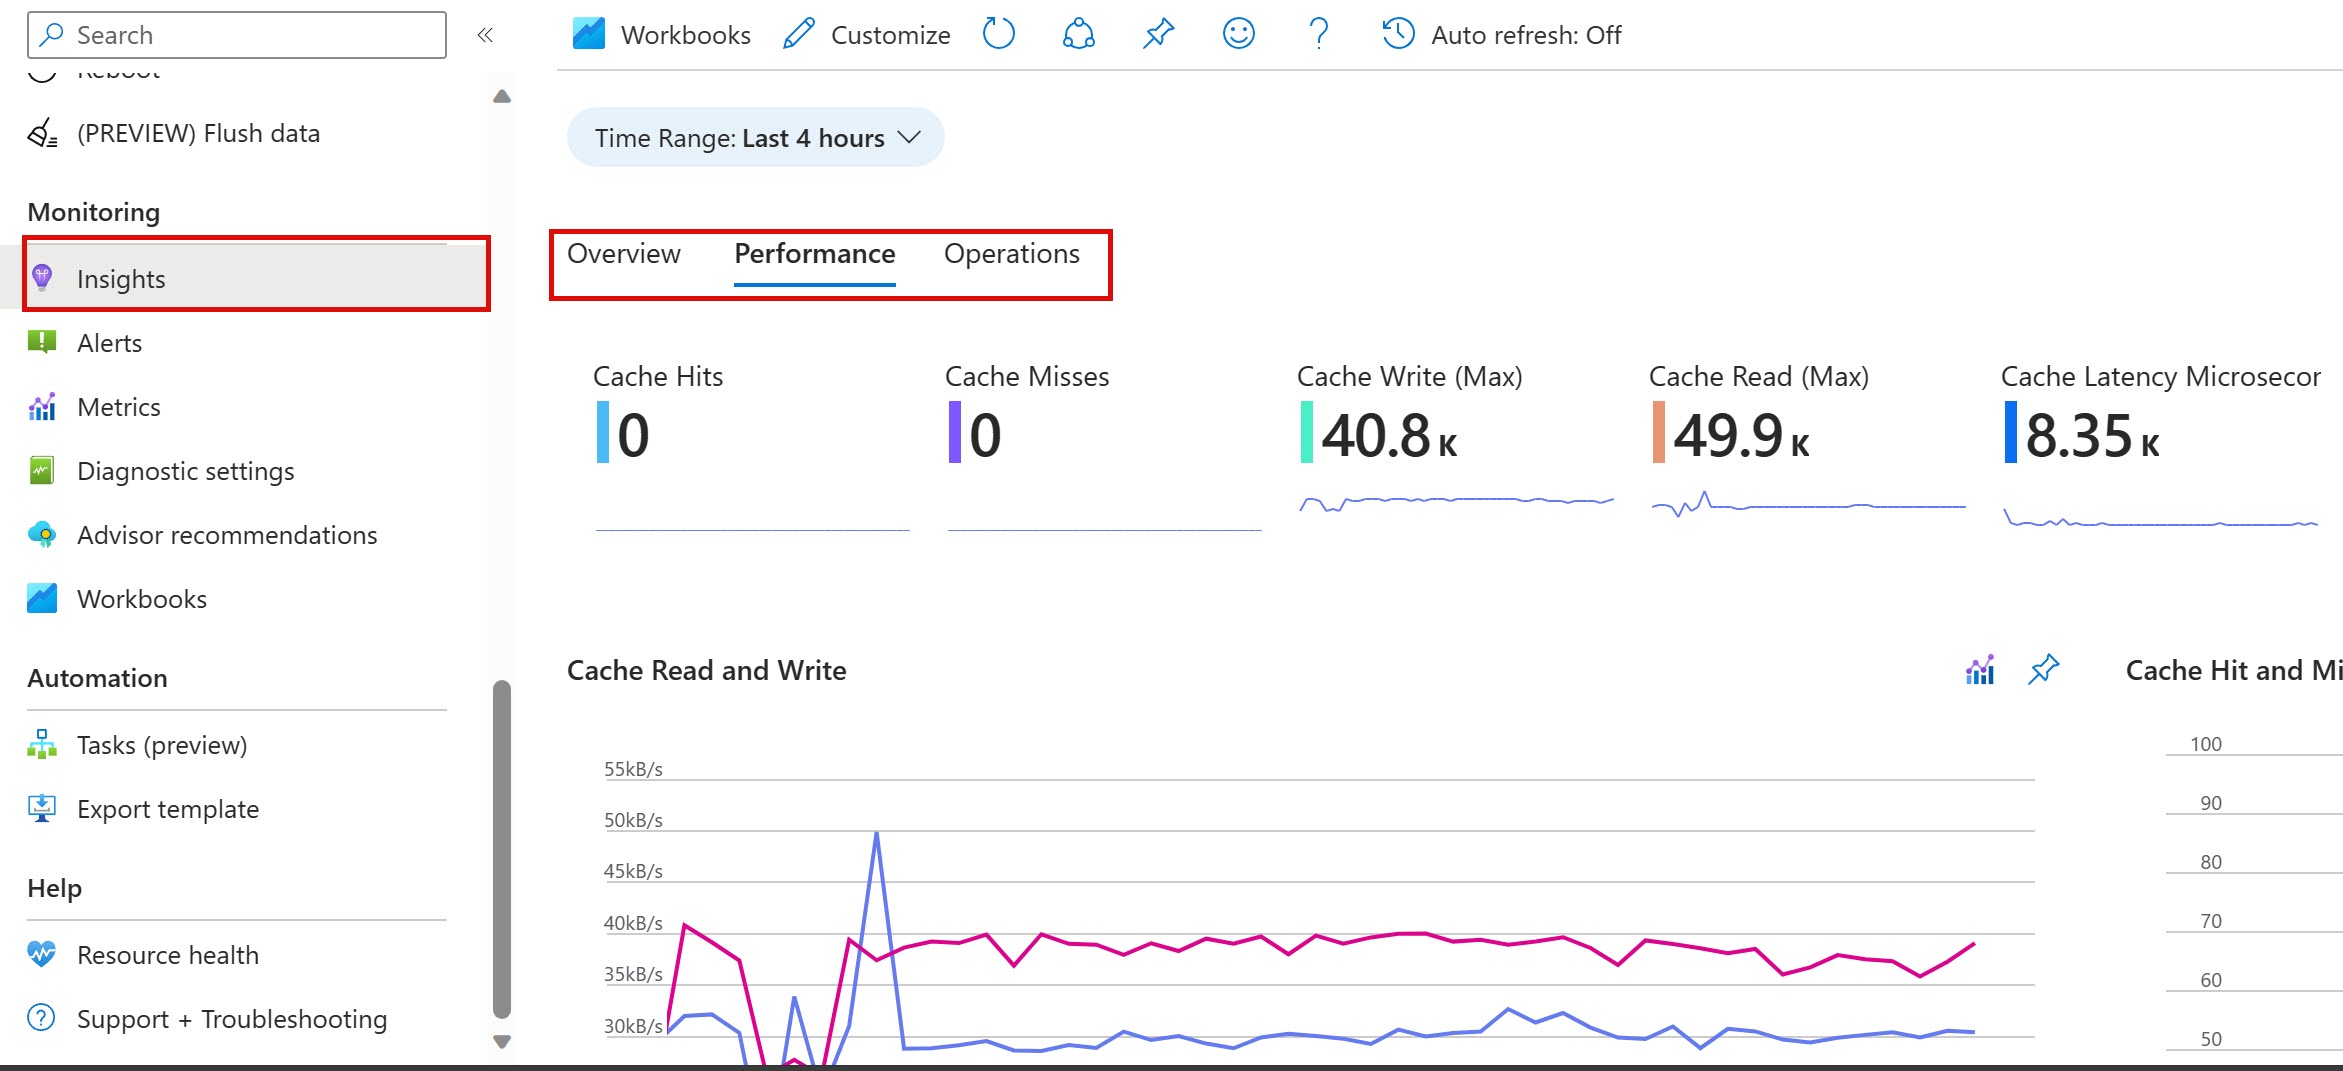 Search
«
Reboot
(PREVIEW) Flush data
Monitoring
Insights
Alerts
Metrics
Diagnostic settings
Advisor recommendations
Workbooks
Automation
Tasks (preview)
Export template
Help
Resource health
Support + Troubleshooting
Workbooks
Customize
Auto refresh: Off
Time Range: Last 4 hours
Overview
Performance
Operations
Cache Hits
0
Cache Misses
0
Cache Write (Max)
40.8 K
Cache Read (Max)
49.9 K
Cache Latency Microsecor
8.35 K
Cache Read and Write
55kB/s
50kB/s
45kB/s
40kB/s
35kB/s
30kB/s
Cache Hit and Mi
100
90
80
70
60
50